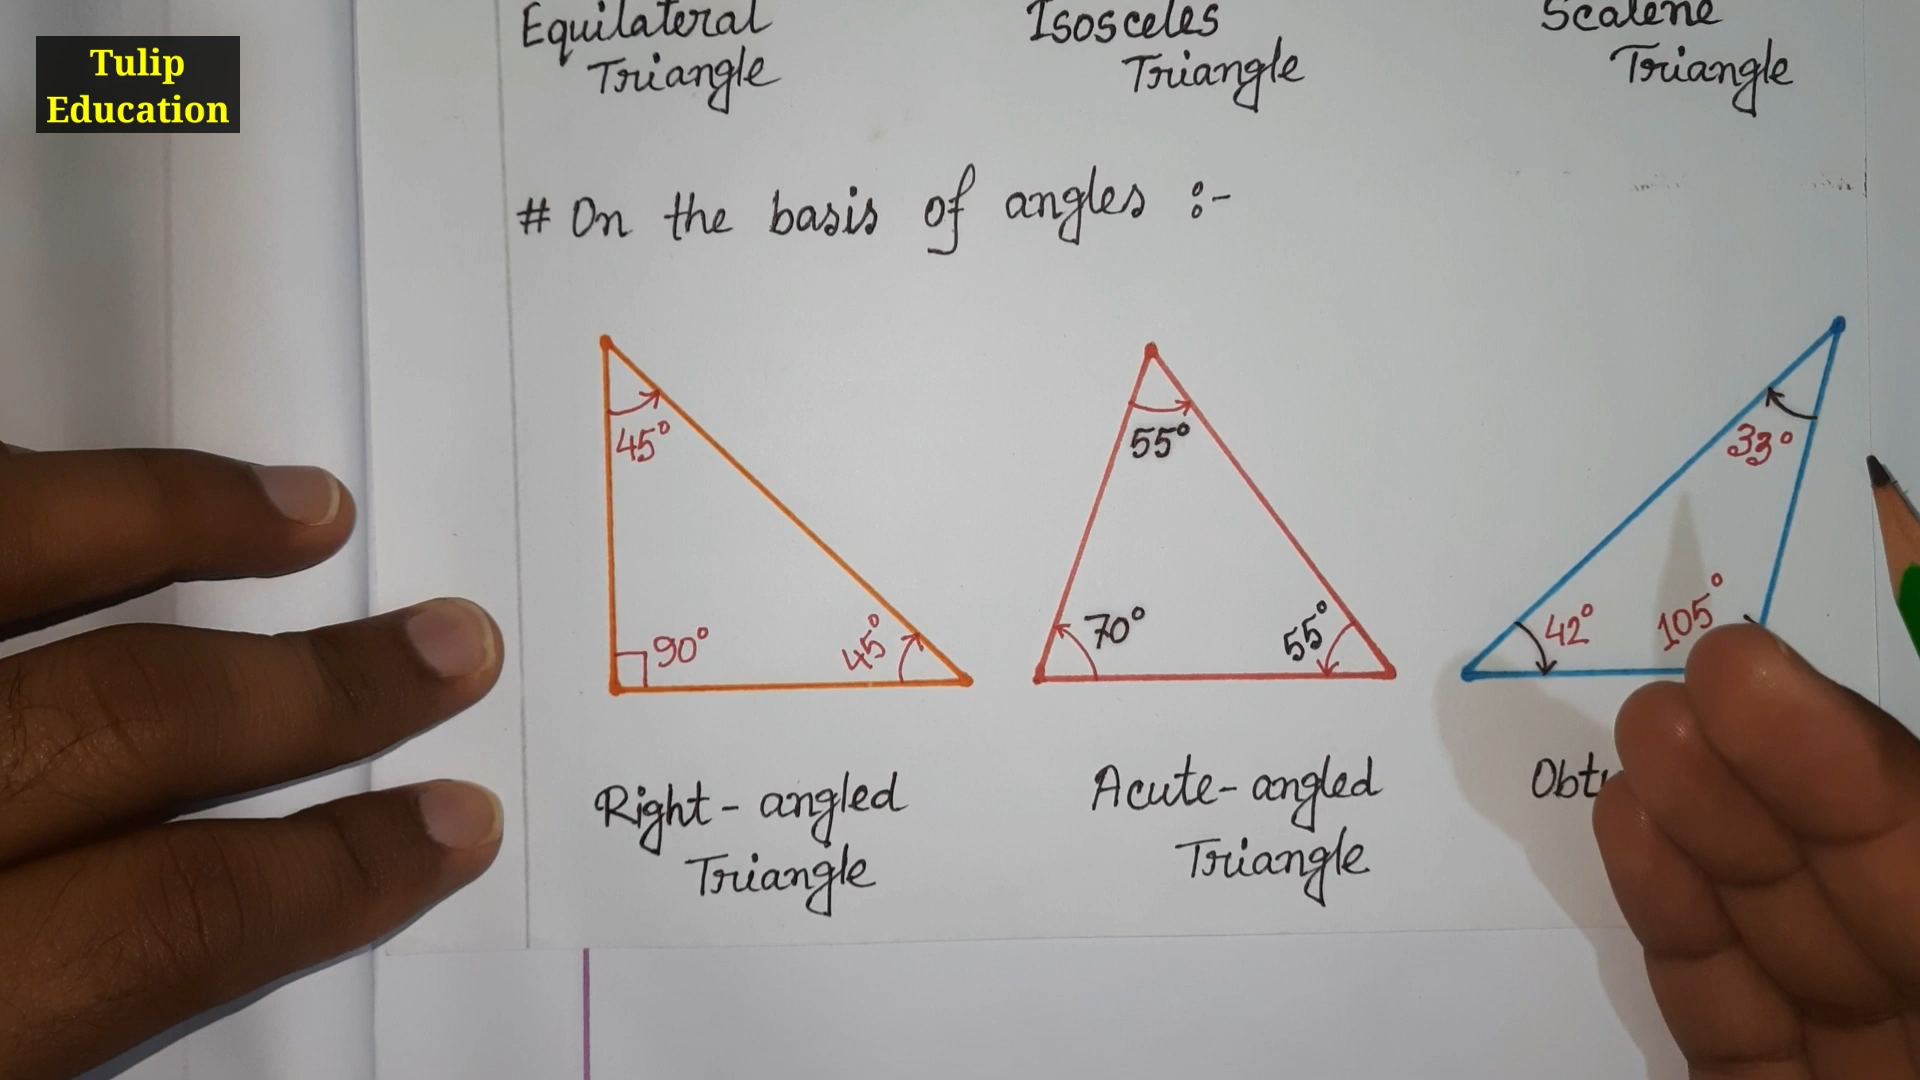 Tulip
Education
Equilateral
Triangle
Isosceles
Triangle
Scalene
Triangle
# On the basis of angles :-
45°
90°
45°
55°
70°
55°
33°
42°
105°
Right-angled
Triangle
Acute-angled
Triangle